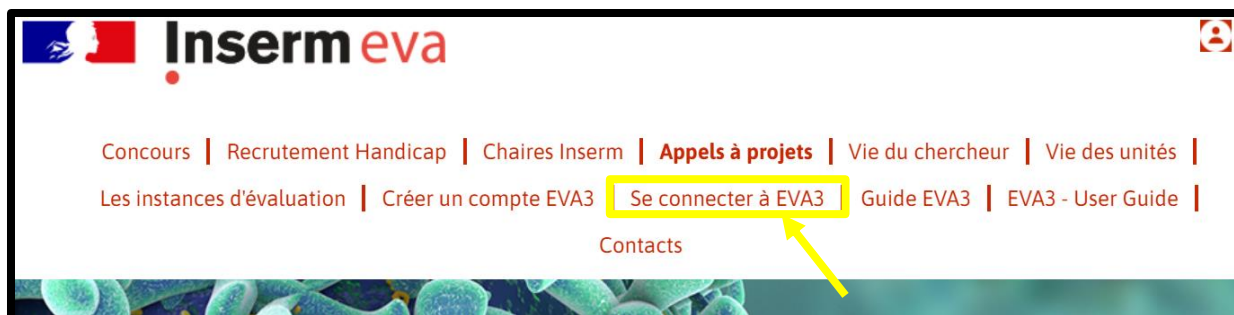 Inserm eva
Concours | Recrutement Handicap | Chaires Inserm | Appels à projets | Vie du chercheur | Vie des unités |
Les instances d'évaluation | Créer un compte EVA3 | Se connecter à EVA3 | Guide EVA3 | EVA3 - User Guide |
Contacts